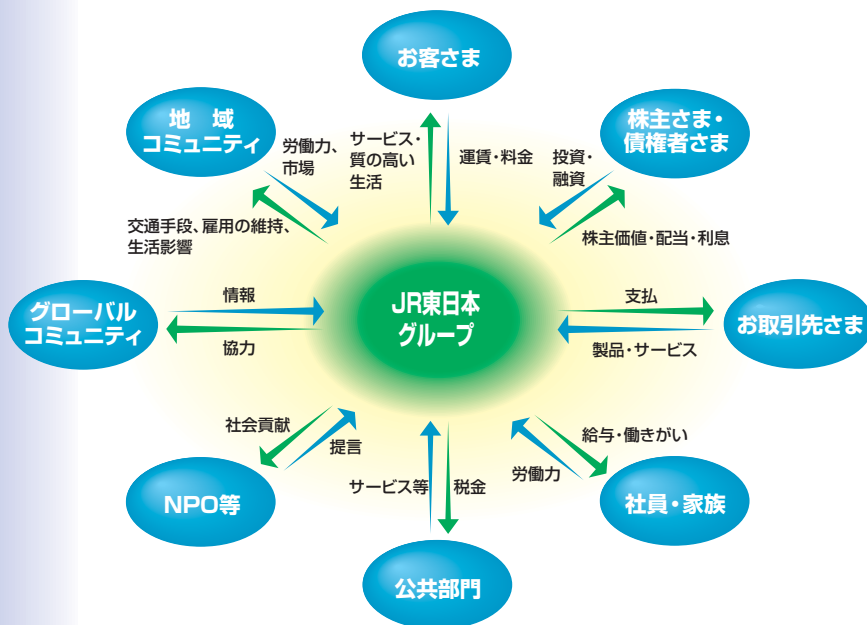 お客さま
地　域
コミュニティ
株主さま・
債権者さま
労働力、
市場
サービス・
質の高い
生活
運賃・料金
投資・
融資
交通手段、雇用の維持、
生活影響
株主価値・配当・利息
グローバル
コミュニティ
情報
協力
JR東日本
グループ
支払
製品・サービス
お取引先さま
社会貢献
提言
給与・働きがい
労働力
サービス等
税金
NPO等
社員・家族
公共部門